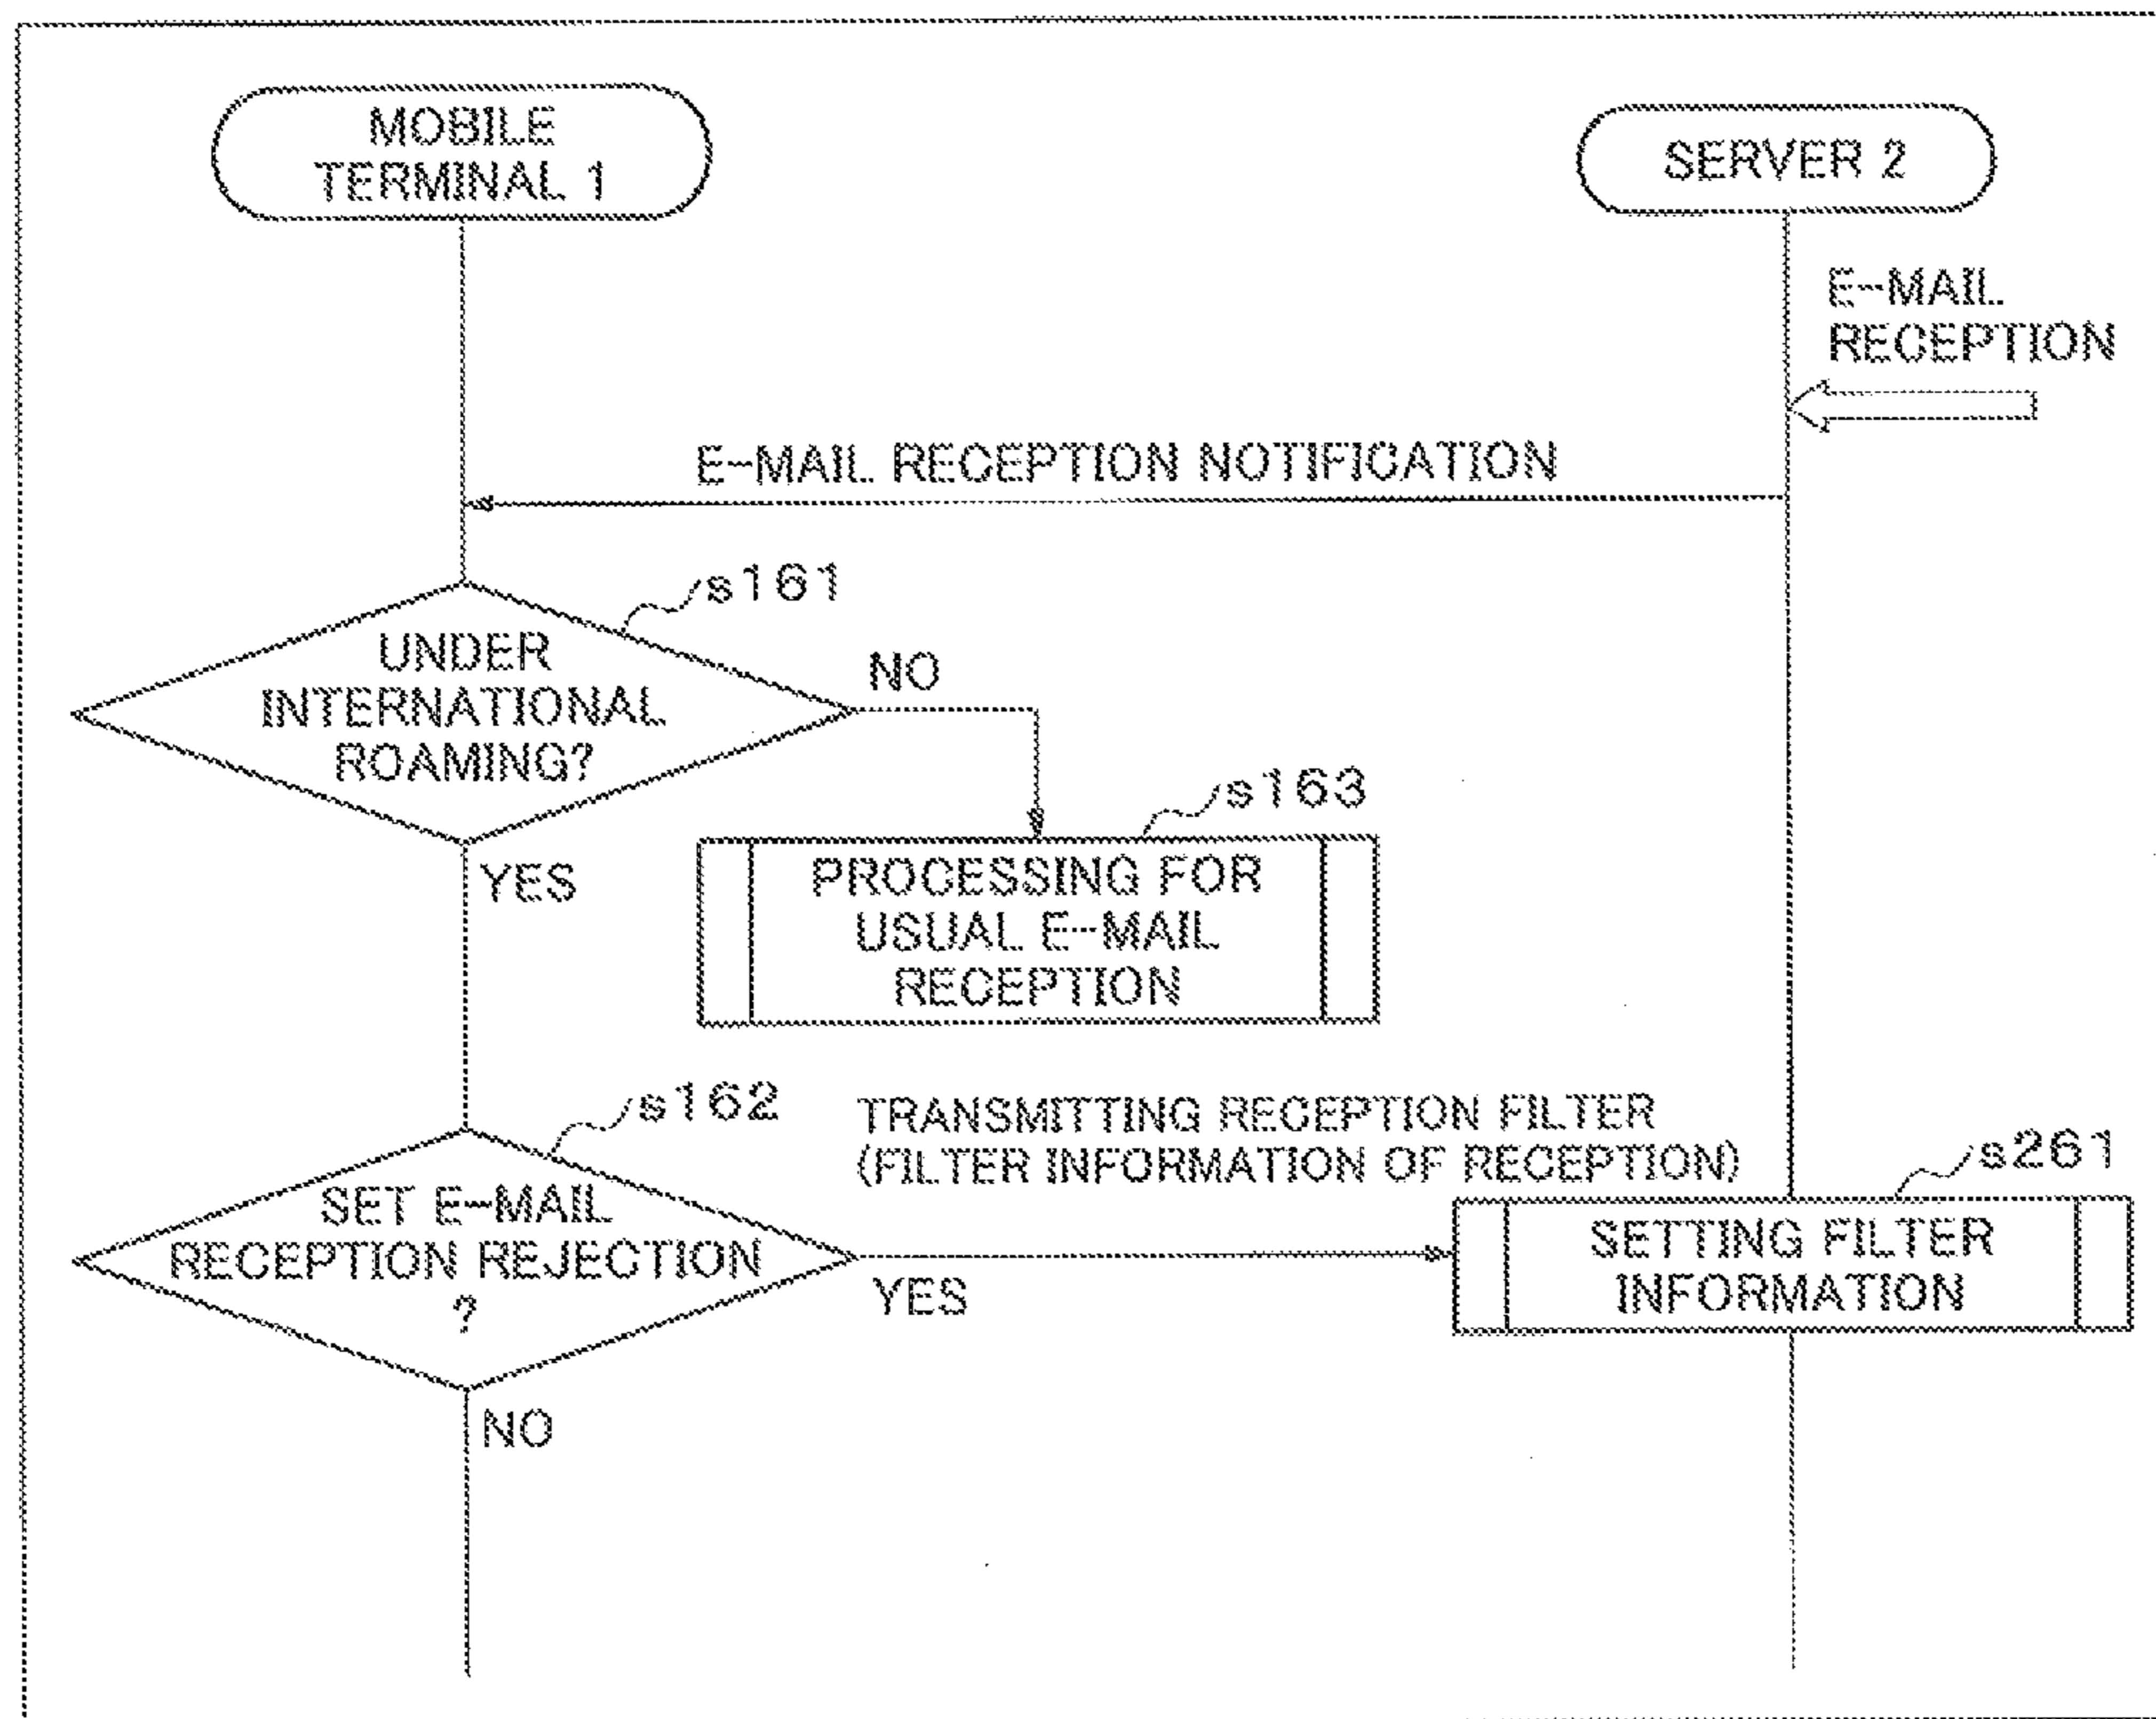 MOBILE
TERMINAL 1
SERVER 2
E-MAIL
RECEPTION
E-MAIL RECEPTION NOTIFICATION
s161
UNDER
INTERNATIONAL
ROAMING?
NO
YES
s163
PROCESSING FOR
USUAL E-MAIL
RECEPTION
s162
TRANSMITTING RECEPTION FILTER
(FILTER INFORMATION OF RECEPTION)
s261
SET E-MAIL
RECEPTION REJECTION
?
YES
SETTING FILTER
INFORMATION
NO